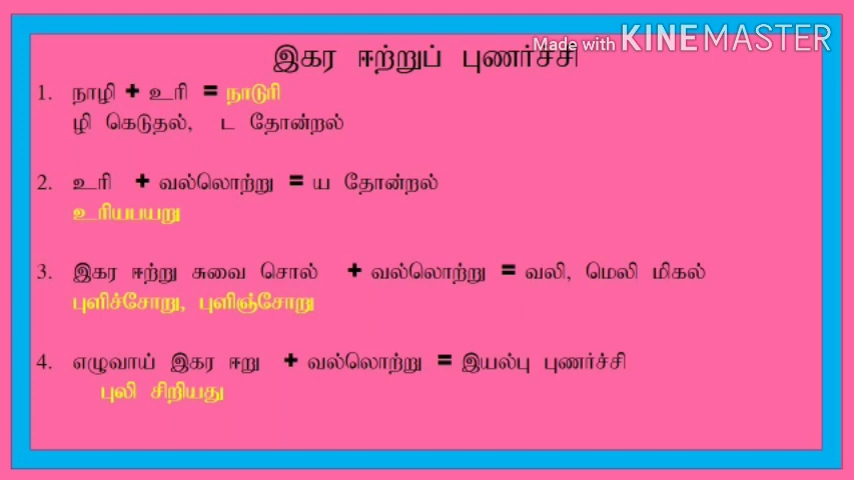 Made with KINEMASTER
இகர ஈற்றுப் புணர்ச்சி
1. நாழி + உரி = நாடுரி
ழி கெடுதல், ட தோன்றல்
2. உரி + வல்லொற்று = ய தோன்றல்
உரியபயறு
3. இகர ஈற்று சுவை சொல் + வல்லொற்று = வலி, மெலி மிகல்
புளிச்சோறு, புளிஞ்சோறு
4. எழுவாய் இகர ஈறு + வல்லொற்று = இயல்பு புணர்ச்சி
புலி சிறியது